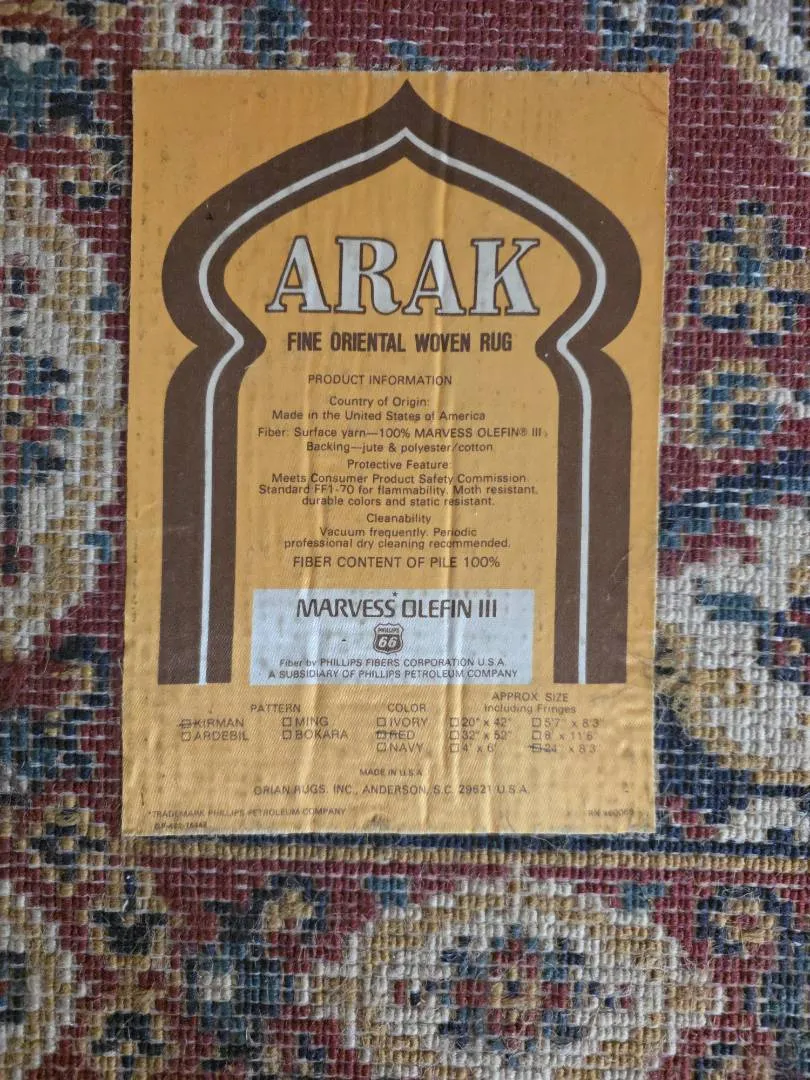 ARAK
FINE ORIENTAL WOVEN RUG
PRODUCT INFORMATION
Country of Origin:
Made in the United States of America
Fiber: Surface yarn—100% MARVESS OLEFIN® III
Backing—jute & polyester/cotton
Protective Feature:
Meets Consumer Product Safety Commission
Standard FF1-70 for flammability. Moth resistant,
durable colors and static resistant.
Cleanability
Vacuum frequently. Periodic
professional dry cleaning recommended.
FIBER CONTENT OF PILE 100%
MARVESS* OLEFIN III
PHILLIPS
66
Fiber by PHILLIPS FIBERS CORPORATION U.S.A.
A SUBSIDIARY OF PHILLIPS PETROLEUM COMPANY
PATTERN COLOR APPROX SIZE
Including Fringes
KIRMAN MING IVORY 20" x 42" 5'7" x 8'3"
ARDEBIL BOKARA RED 32" x 52" 8' x 11'6"
NAVY 4' x 6' 24" x 8'3"
MADE IN U.S.A.
ORIAN RUGS, INC., ANDERSON, S.C. 29621 U.S.A.
*TRADEMARK PHILLIPS PETROLEUM COMPANY RN